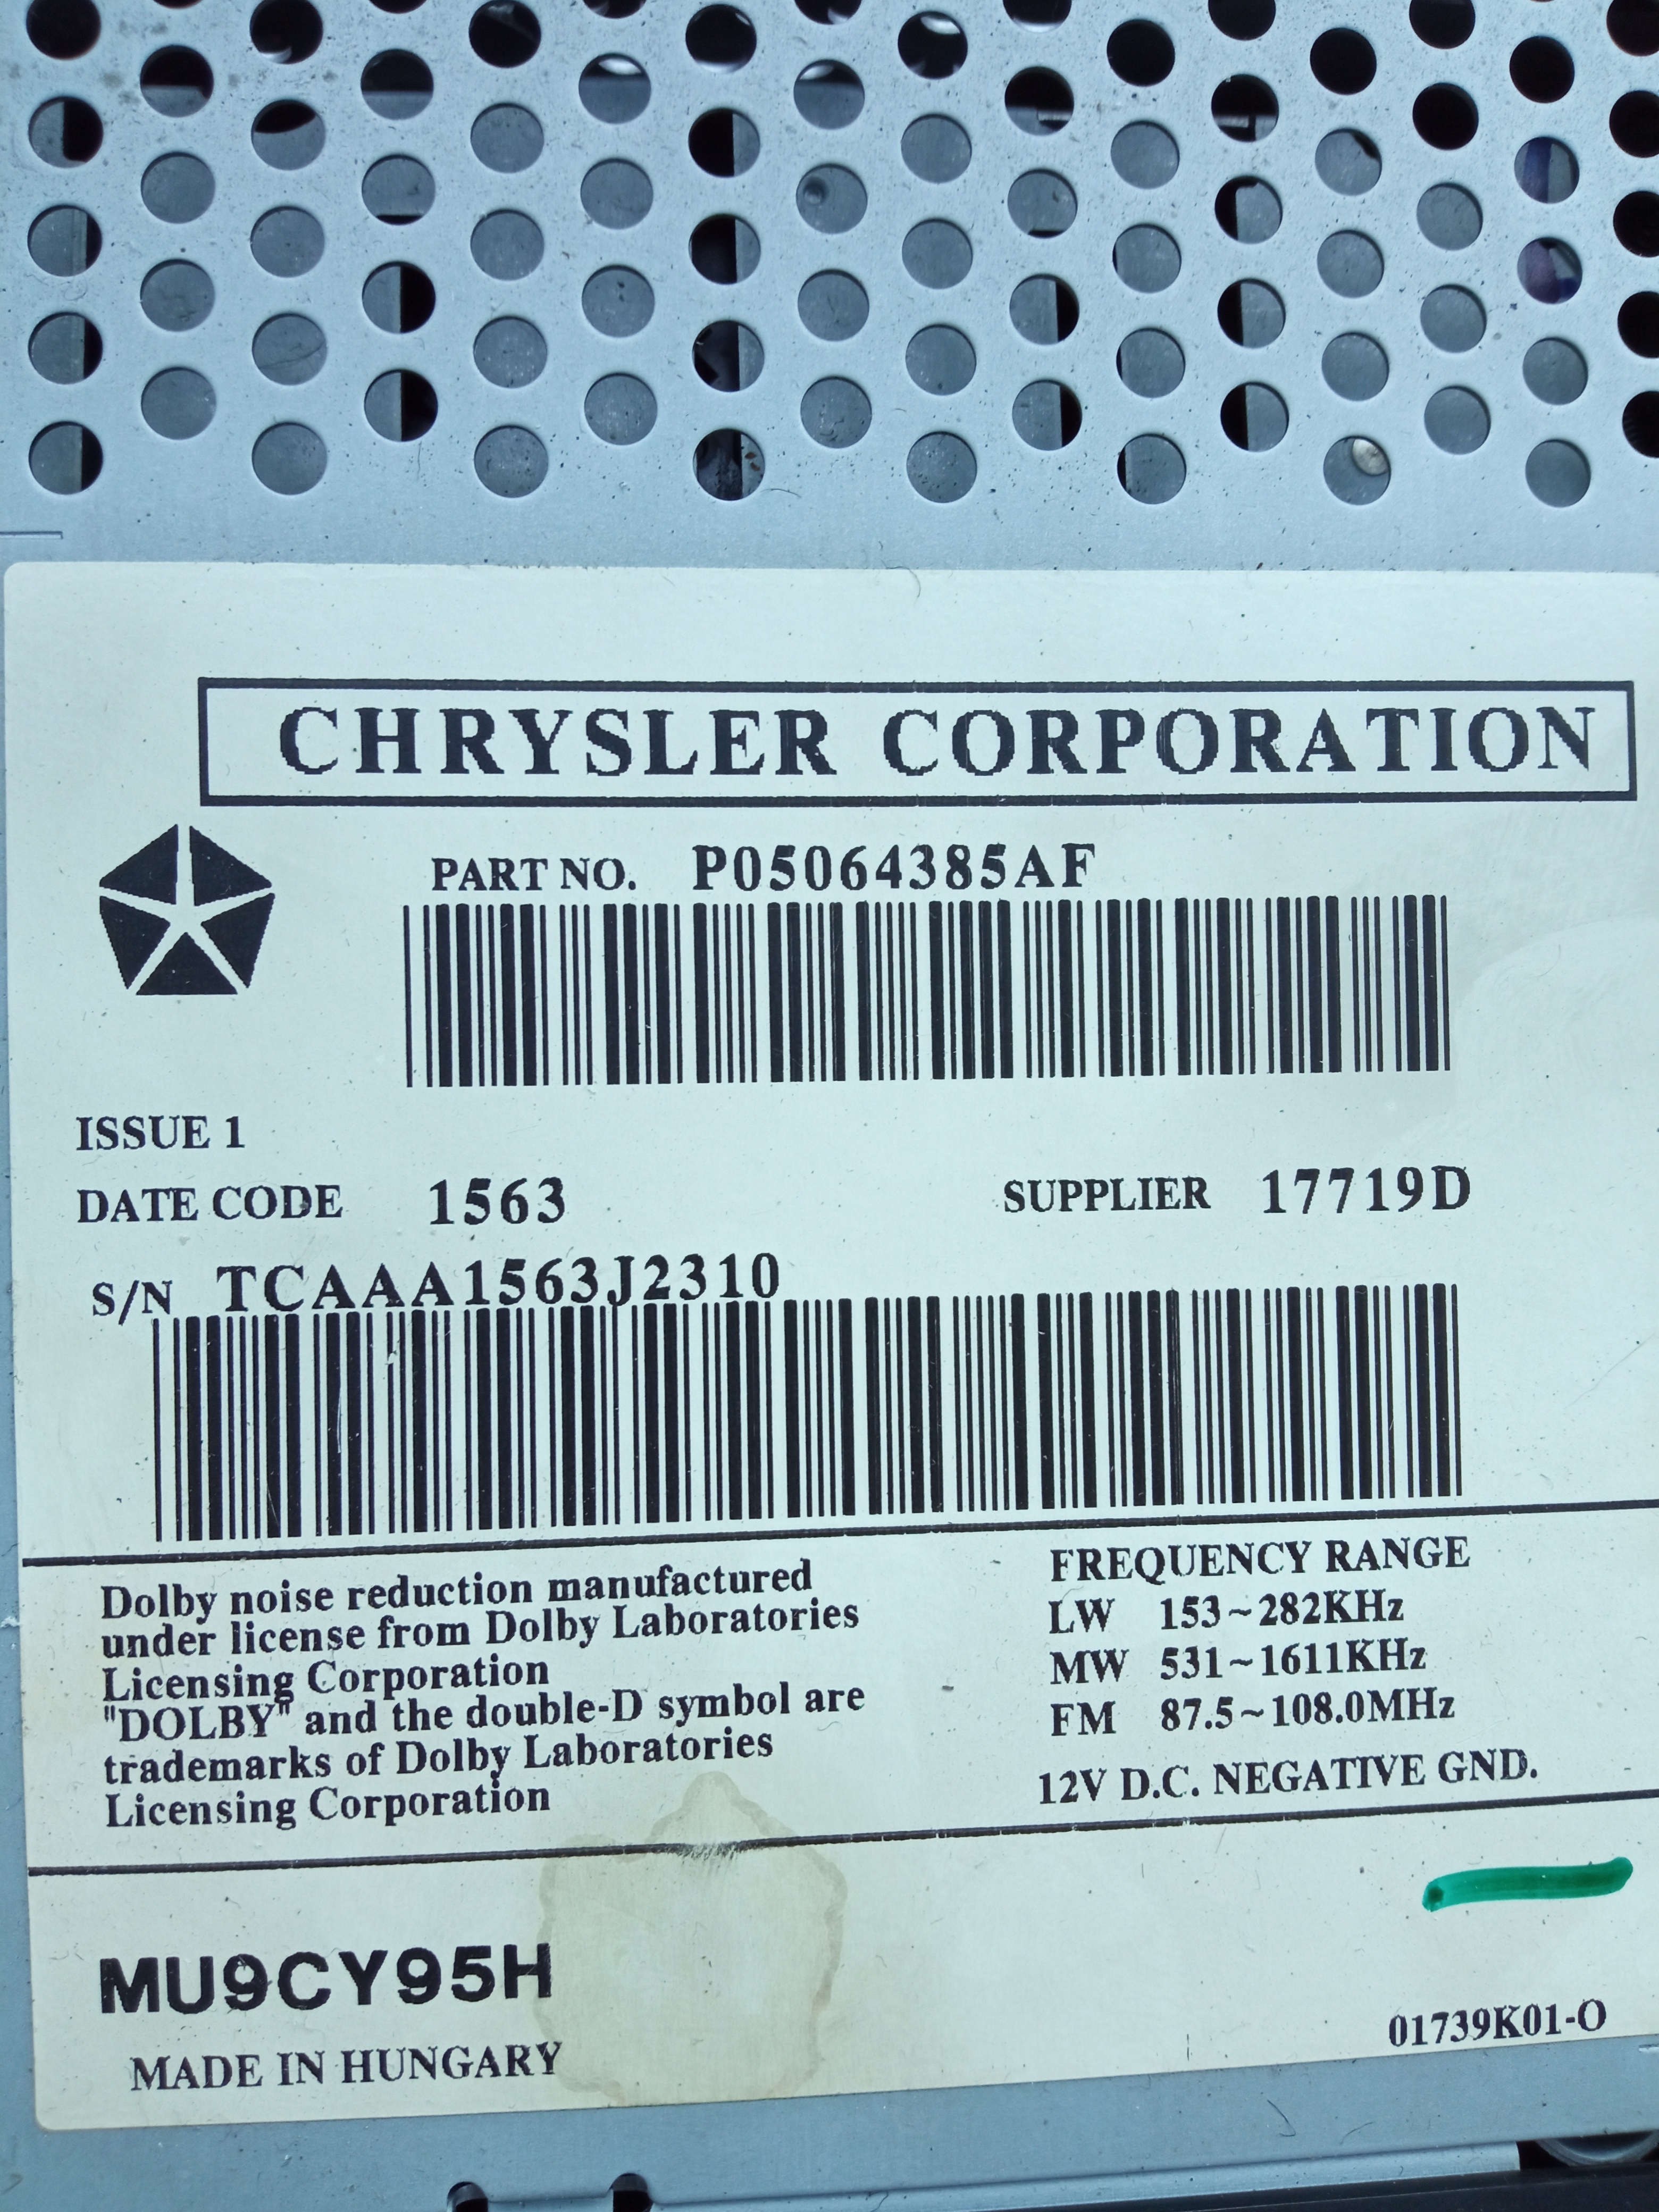 CHRYSLER CORPORATION
PART NO. P05064385AF
ISSUE 1
DATE CODE 1563 SUPPLIER 17719D
S/N TCAAA1563J2310
Dolby noise reduction manufactured
under license from Dolby Laboratories
Licensing Corporation
"DOLBY" and the double-D symbol are
trademarks of Dolby Laboratories
Licensing Corporation
FREQUENCY RANGE
LW 153~282KHz
MW 531~1611KHz
FM 87.5~108.0MHz
12V D.C. NEGATIVE GND.
MU9CY95H
MADE IN HUNGARY
01739K01-O